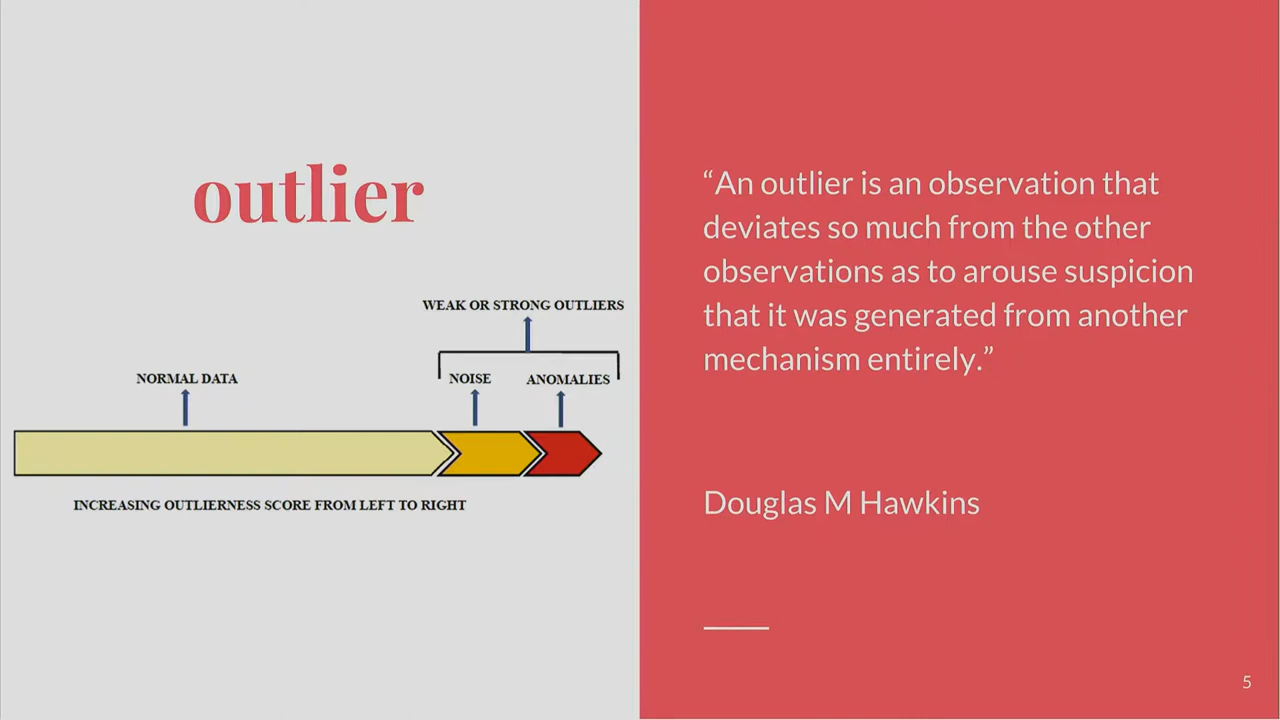 outlier
WEAK OR STRONG OUTLIERS
NORMAL DATA
NOISE
ANOMALIES
INCREASING OUTLIERNESS SCORE FROM LEFT TO RIGHT
“An outlier is an observation that
deviates so much from the other
observations as to arouse suspicion
that it was generated from another
mechanism entirely.”
Douglas M Hawkins
5